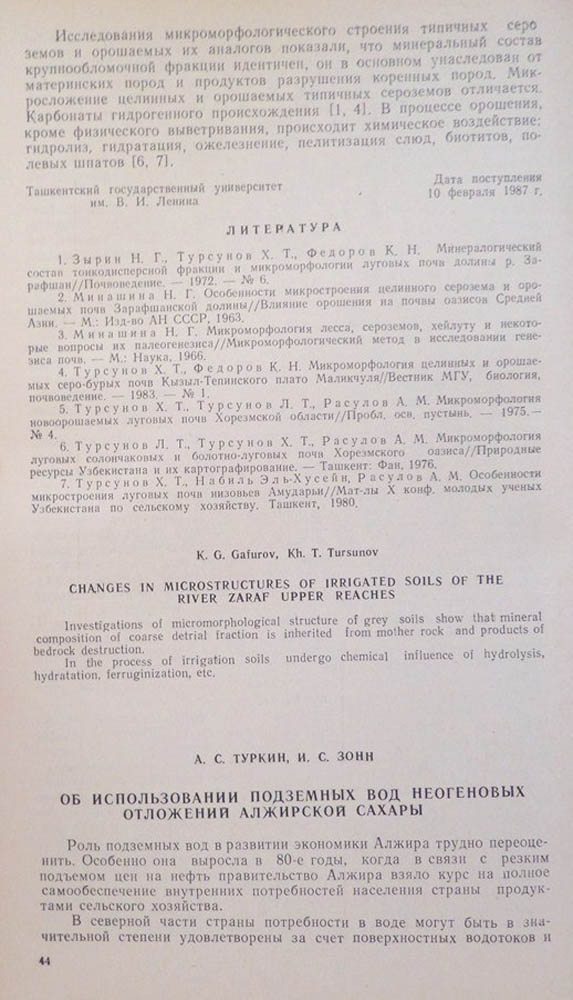 Исследования микроморфологического строения типичных серо
земов и орошаемых их аналогов показали, что минеральный состав
крупнообломочной фракции идентичен, он в основном унаследован от
материнских пород и продуктов разрушения коренных пород. Мик-
росложение целинных и орошаемых типичных сероземов отличается.
Карбонаты гидрогенного происхождения [1, 4]. В процессе орошения,
кроме физического выветривания, происходит химическое воздействие:
гидролиз, гидратация, ожелезнение, пелитизация слюд, биотитов, по-
левых шпатов [6, 7].
Ташкентский государственный университет
им. В. И. Ленина
Дата поступления
10 февраля 1987 г.
ЛИТЕРАТУРА
1. Зырин Н. Г., Турсунов Х. Т., Федоров К. Н. Минералогический
состав тонкодисперсной фракции и микроморфологии луговых почв долины р. За-
рафшан//Почвоведение. — 1972. — № 6.
2. Минашина Н. Г. Особенности микростроения целинного серозема и оро-
шаемых почв Зарафшанской долины//Влияние орошения на почвы оазисов Средней
Азии. — М.: Изд-во АН СССР, 1963.
3. Минашина Н. Г. Микроморфология лесса, сероземов, хейлуту и некото-
рые вопросы их палеогенезиса//Микроморфологический метод в исследовании гене-
зиса почв. — М.: Наука, 1966.
4. Турсунов Х. Т., Федоров К. Н. Микроморфология целинных и орошае-
мых серо-бурых почв Кызыл-Тепинского плато Маликчуля//Вестник МГУ, биология,
почвоведение. — 1983. — № 1.
5. Турсунов Х. Т., Турсунов Л. Т., Расулов А. М. Микроморфология
новоорошаемых луговых почв Хорезмской области//Пробл. осв. пустынь. — 1975. —
№ 4.
6. Турсунов Л. Т., Турсунов Х. Т., Расулов А. М. Микроморфология
луговых солончаковых и болотно-луговых почв Хорезмского оазиса//Природные
ресурсы Узбекистана и их картографирование. — Ташкент: Фан, 1976.
7. Турсунов Х. Т., Набиль Эль-Хусейн, Расулов А. М. Особенности
микростроения луговых почв низовьев Амударьи//Мат-лы X конф. молодых ученых
Узбекистана по сельскому хозяйству. Ташкент, 1980.
K. G. Gafurov, Kh. T. Tursunov
CHANGES IN MICROSTRUCTURES OF IRRIGATED SOILS OF THE
RIVER ZARAF UPPER REACHES
Investigations of micromorphological structure of grey soils show that mineral
composition of coarse detrial fraction is inherited from mother rock and products of
bedrock destruction.
In the process of irrigation soils undergo chemical influence of hydrolysis,
hydratation, ferruginization, etc.
А. С. ТУРКИН, И. С. ЗОНН
ОБ ИСПОЛЬЗОВАНИИ ПОДЗЕМНЫХ ВОД НЕОГЕНОВЫХ
ОТЛОЖЕНИЙ АЛЖИРСКОЙ САХАРЫ
Роль подземных вод в развитии экономики Алжира трудно переоце-
нить. Особенно она выросла в 80-е годы, когда в связи с резким
подъемом цен на нефть правительство Алжира взяло курс на полное
самообеспечение внутренних потребностей населения страны продук-
тами сельского хозяйства.
В северной части страны потребности в воде могут быть в зна-
чительной степени удовлетворены за счет поверхностных водотоков и
44